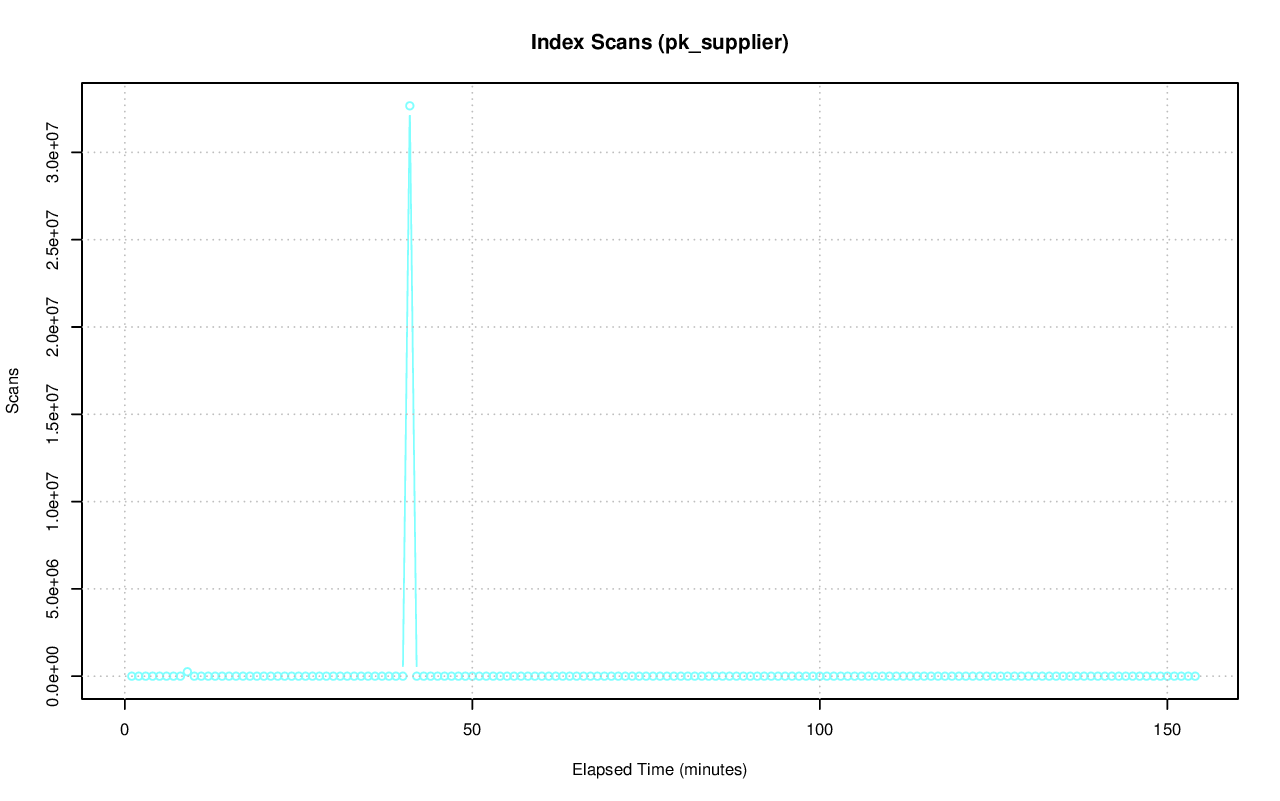 Index Scans (pk_supplier)
3.0e+07
2.5e+07
2.0e+07
1.5e+07
1.0e+07
5.0e+06
0.0e+00
Scans
0 50 100 150
Elapsed Time (minutes)